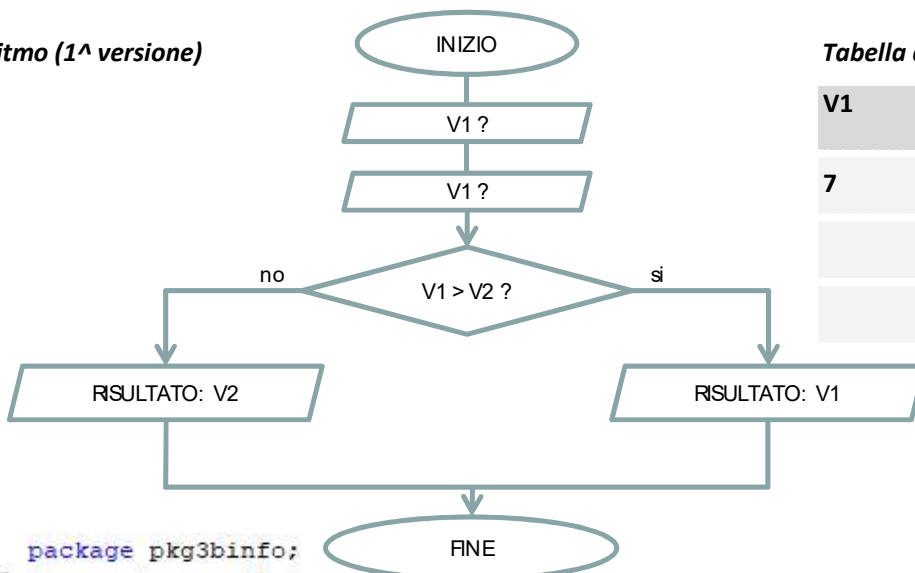 itmo (1^ versione)
INIZIO
Tabella
V1
V1 ?
7
V1 ?
no
V1 > V2 ?
si
RISULTATO: V2
RISULTATO: V1
package pkg3binfo;
FINE